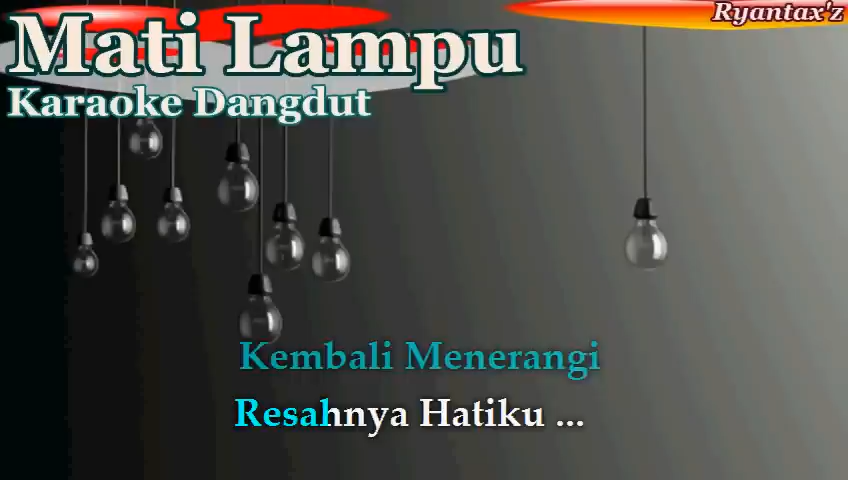 Mati Lampu
Ryantax'z
Karaoke Dangdut
Kembali Menerangi
Resahnya Hatiku ...